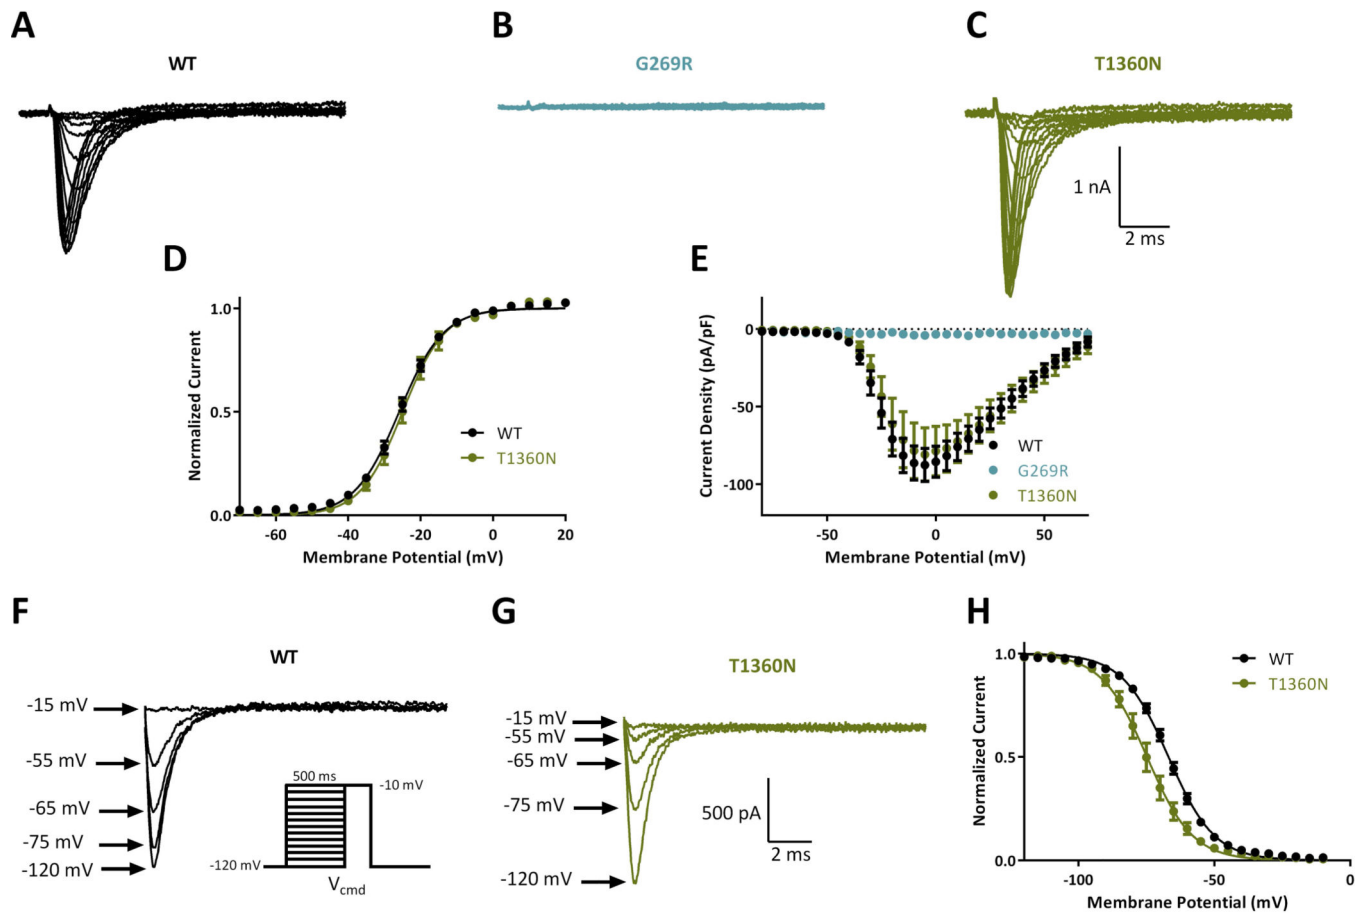 A
B
C
WT
G269R
T1360N
1 nA
2 ms
D
E
Normalized Current
1.0
0.5
0.0
WT
T1360N
-60
-40
-20
0
20
Membrane Potential (mV)
Current Density (pA/pF)
0
-50
-100
WT
G269R
T1360N
-50
0
50
Membrane Potential (mV)
F
G
H
WT
-15 mV
-55 mV
-65 mV
-75 mV
-120 mV
500 ms
-10 mV
-120 mV
Vcmd
T1360N
-15 mV
-55 mV
-65 mV
-75 mV
-120 mV
500 pA
2 ms
Normalized Current
1.0
0.5
0.0
WT
T1360N
-100
-50
0
Membrane Potential (mV)